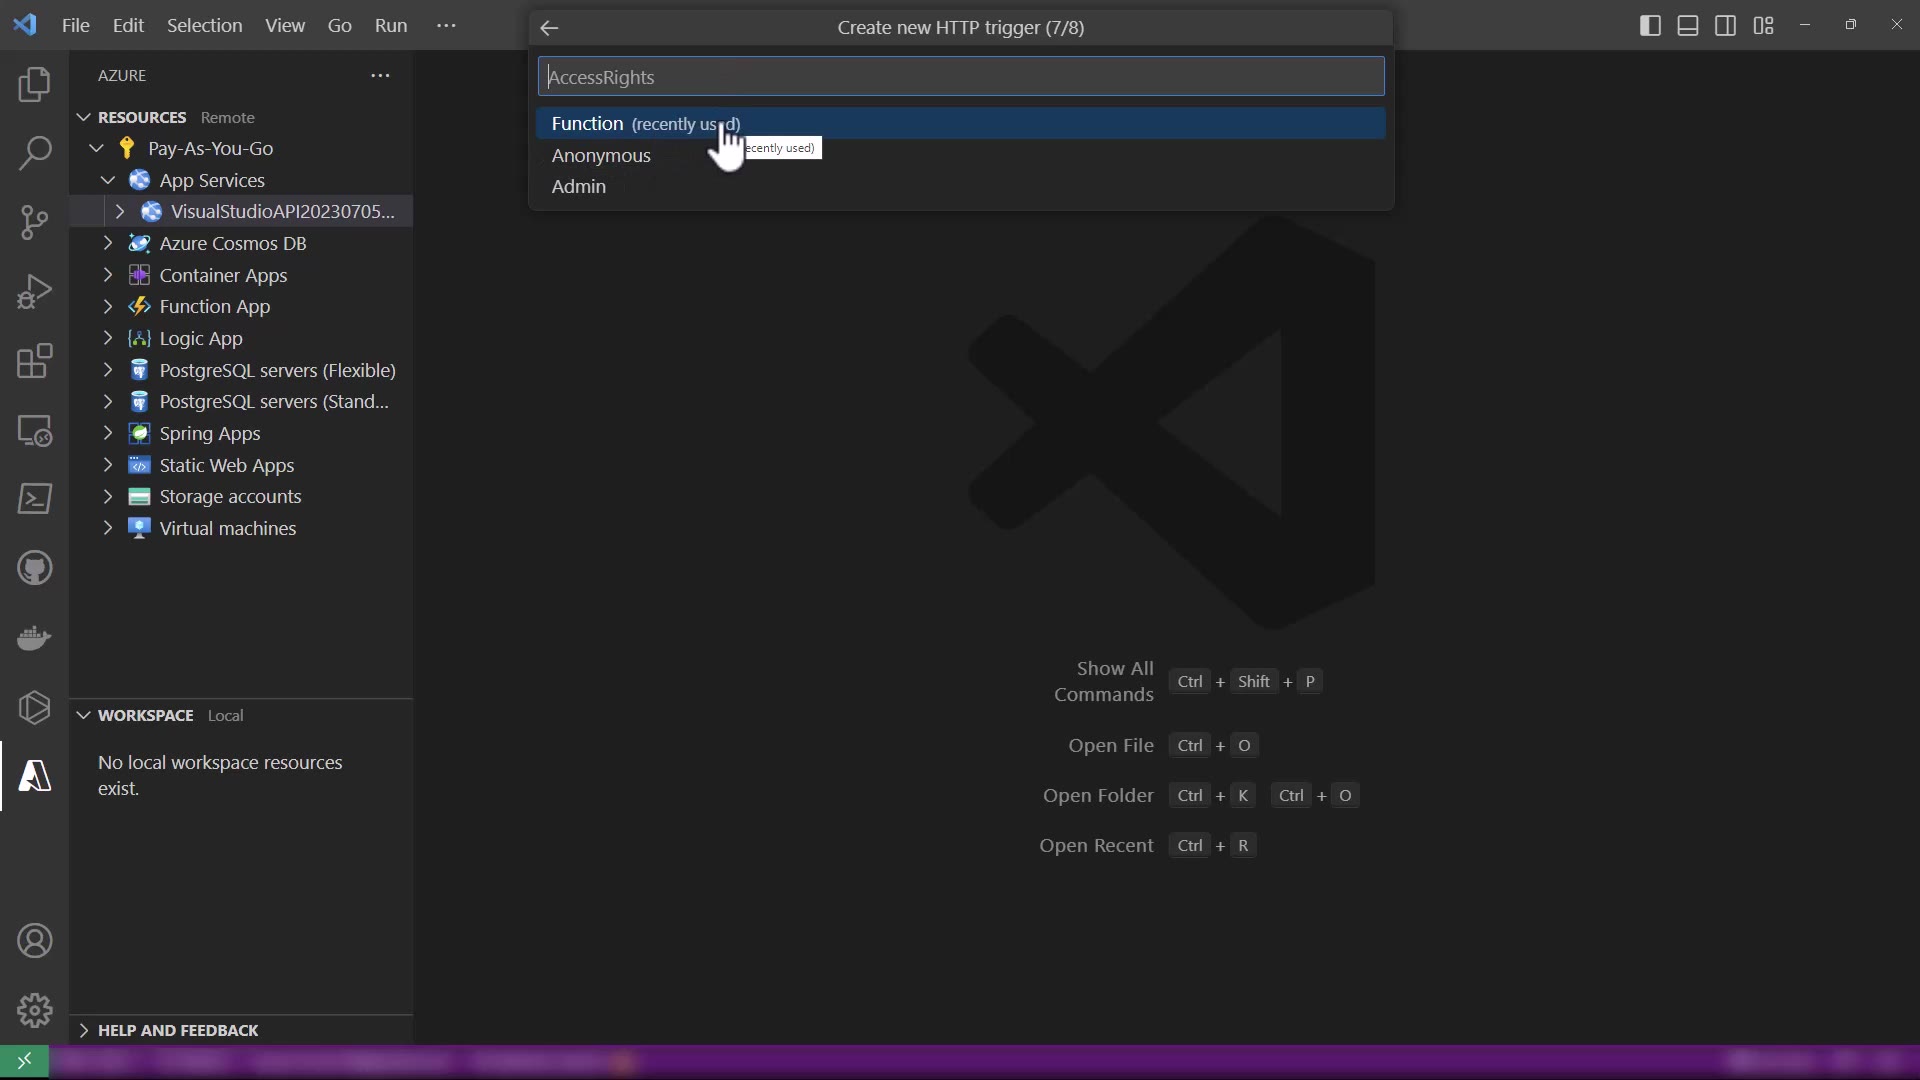 File Edit Selection View Go Run ···
Create new HTTP trigger (7/8)
AccessRights
Function (recently used)
ecently used)
Anonymous
Admin
AZURE ···
RESOURCES Remote
Pay-As-You-Go
App Services
VisualStudioAPI20230705...
Azure Cosmos DB
Container Apps
Function App
Logic App
PostgreSQL servers (Flexible)
PostgreSQL servers (Stand...
Spring Apps
Static Web Apps
Storage accounts
Virtual machines
WORKSPACE Local
No local workspace resources
exist.
HELP AND FEEDBACK
Show All
Commands Ctrl + Shift + P
Open File Ctrl + O
Open Folder Ctrl + K Ctrl + O
Open Recent Ctrl + R